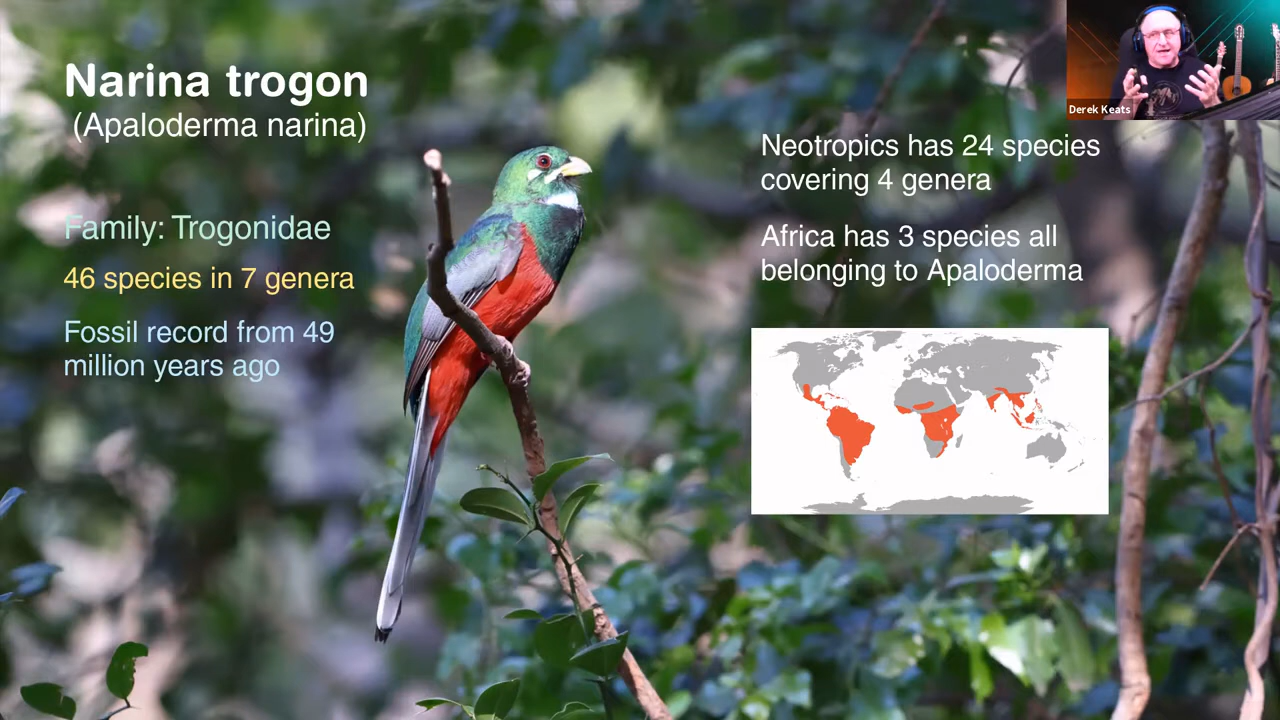 Narina trogon
(Apaloderma narina)
Family: Trogonidae
46 species in 7 genera
Fossil record from 49
million years ago
Neotropics has 24 species
covering 4 genera
Africa has 3 species all
belonging to Apaloderma
Derek Keats